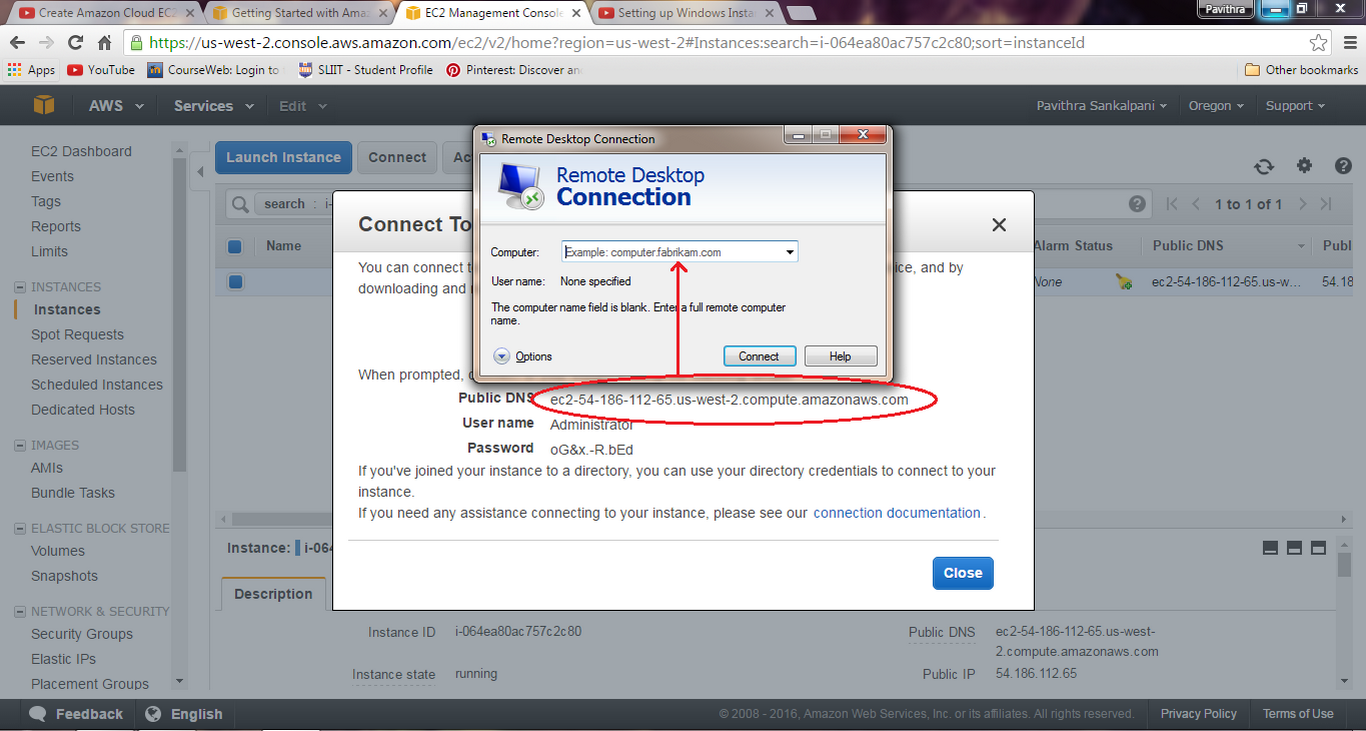 Create Amazon Cloud EC2
Getting Started with Amaz
EC2 Management Console
Setting up Windows Insta
Pavithra
https://us-west-2.console.aws.amazon.com/ec2/v2/home?region=us-west-2#Instances:search=i-064ea80ac757c2c80;sort=instanceId
Apps
YouTube
CourseWeb: Login to
SLIIT - Student Profile
Pinterest: Discover an
Other bookmarks
AWS
Services
Edit
Pavithra Sankalpani
Oregon
Support
EC2 Dashboard
Events
Tags
Reports
Limits
INSTANCES
Instances
Spot Requests
Reserved Instances
Scheduled Instances
Dedicated Hosts
IMAGES
AMIs
Bundle Tasks
ELASTIC BLOCK STORE
Volumes
Snapshots
NETWORK & SECURITY
Security Groups
Elastic IPs
Placement Groups
Launch Instance
Connect
search : i-
1 to 1 of 1
Name
Alarm Status
Public DNS
Publ
None
ec2-54-186-112-65.us-w...
54.18
Remote Desktop Connection
Remote Desktop
Connection
Computer:
Example: computer.fabrikam.com
User name:
None specified
The computer name field is blank. Enter a full remote computer
name.
Options
Connect
Help
Connect To
You can connect t
ice, and by
downloading and
When prompted,
Public DNS
ec2-54-186-112-65.us-west-2.compute.amazonaws.com
User name
Administrator
Password
oG&x.-R.bEd
If you've joined your instance to a directory, you can use your directory credentials to connect to your
instance.
If you need any assistance connecting to your instance, please see our connection documentation.
Close
Instance:
i-064
Description
Instance ID
i-064ea80ac757c2c80
Public DNS
ec2-54-186-112-65.us-west-
2.compute.amazonaws.com
Instance state
running
Public IP
54.186.112.65
Feedback
English
© 2008 - 2016, Amazon Web Services, Inc. or its affiliates. All rights reserved.
Privacy Policy
Terms of Use